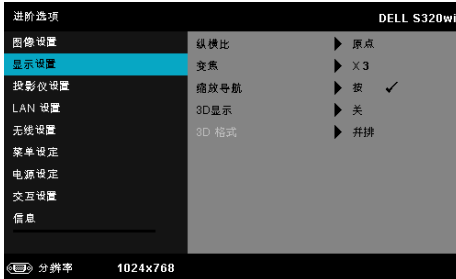 进阶选项 DELL S320wi
图像设置
显示设置
投影仪设置
LAN 设置
无线设置
菜单设定
电源设定
交互设置
信息
纵横比 原点
变焦 X 3
缩放导航 按
3D显示 关
3D 格式 并排
分辨率 1024x768